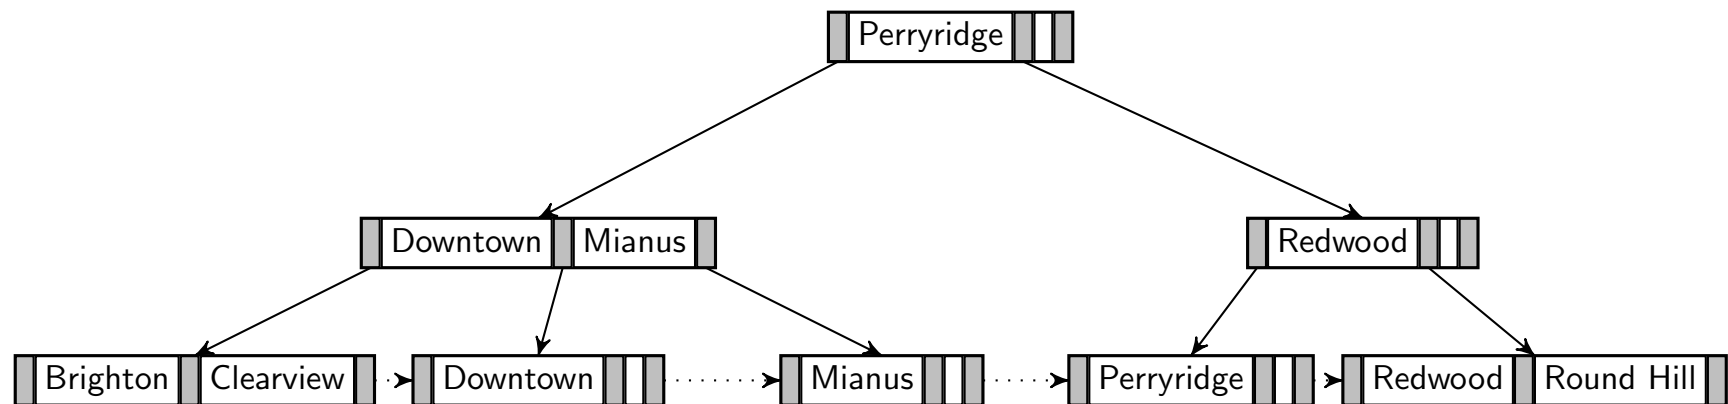 Perryridge
Downtown Mianus Redwood
Brighton Clearview Downtown Mianus Perryridge Redwood Round Hill